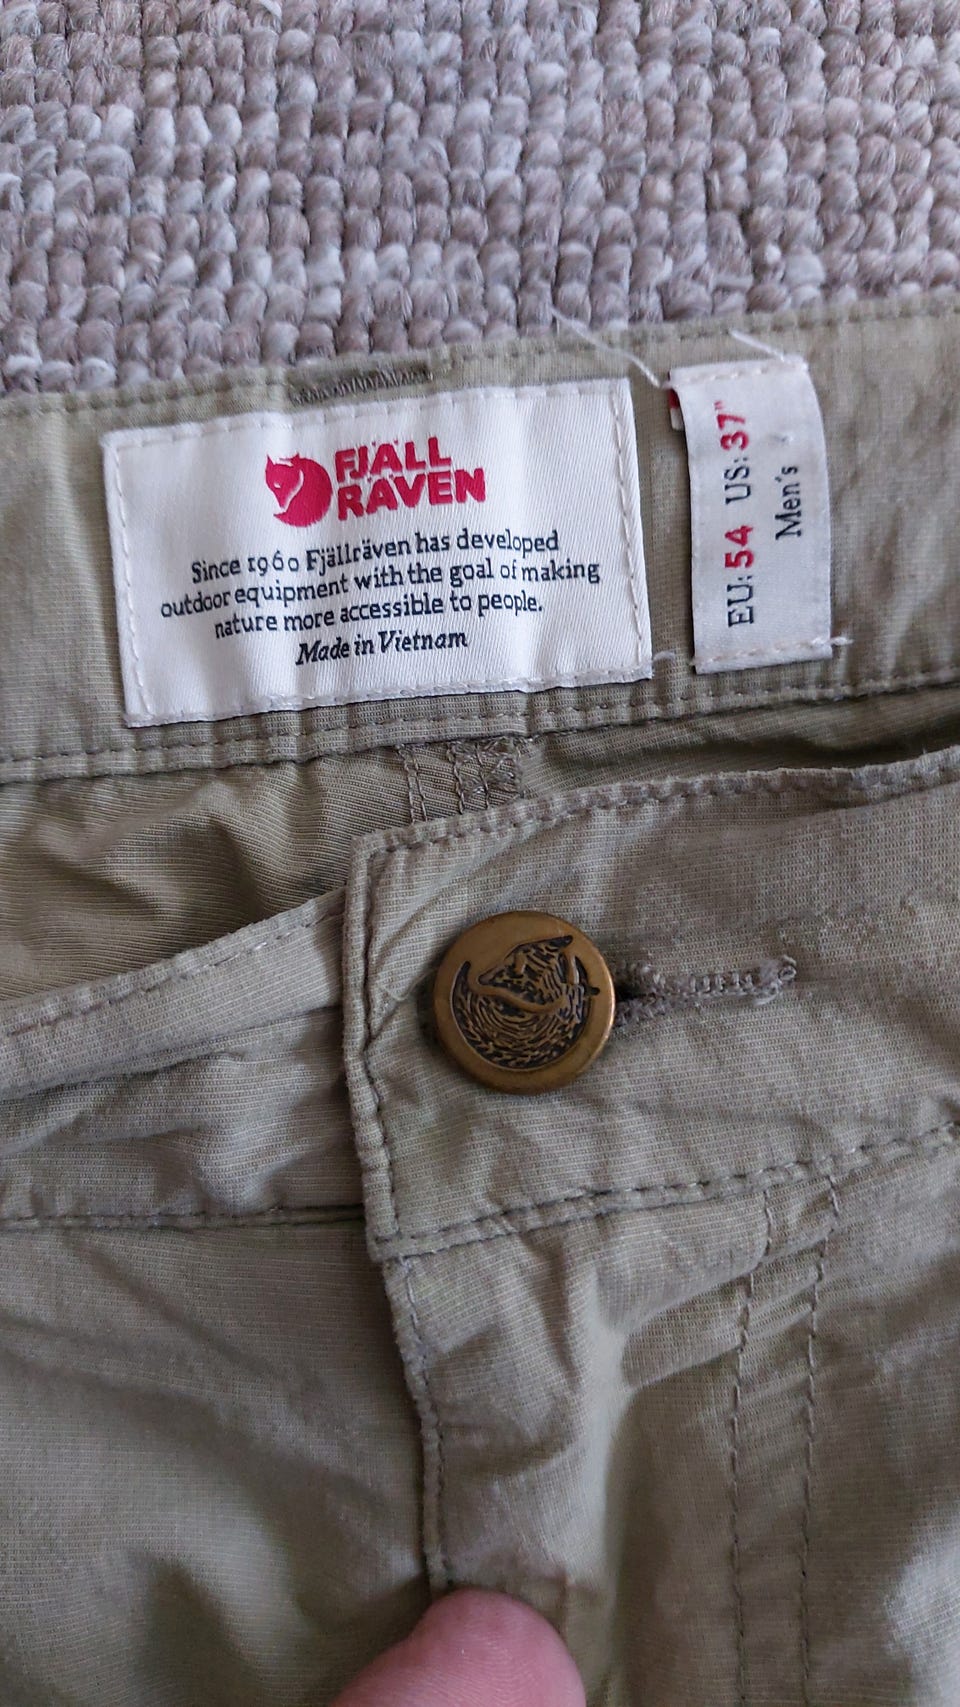 FJÄLL
RÄVEN
Since 1960 Fjällräven has developed
outdoor equipment with the goal of making
nature more accessible to people.
Made in Vietnam
EU: 54 US: 37"
Men's